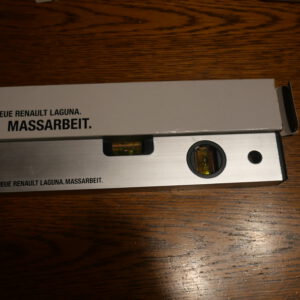 EUE RENAULT LAGUNA.
MASSARBEIT.
EUE RENAULT LAGUNA. MASSARBEIT.